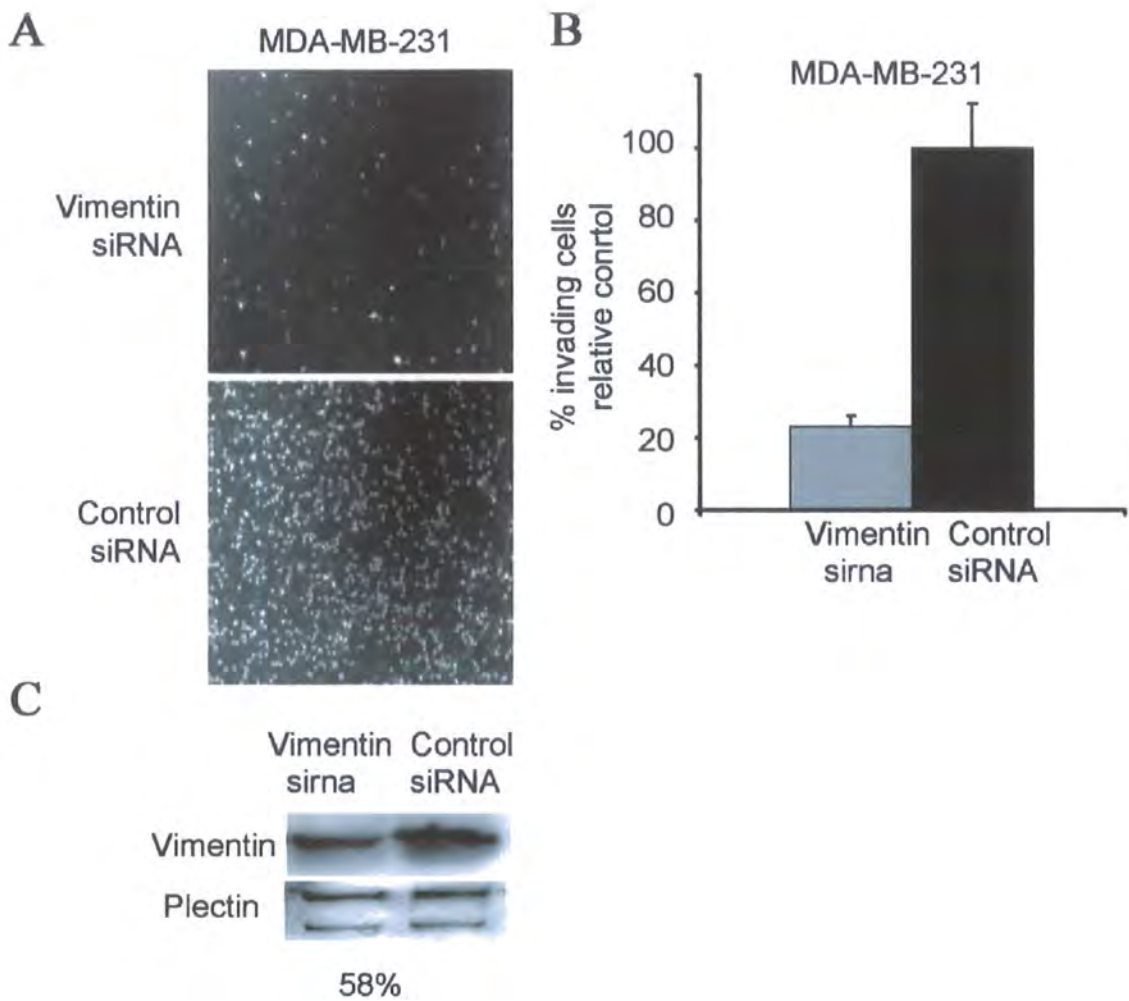 A
MDA-MB-231
Vimentin
siRNA
Control
siRNA
B
MDA-MB-231
% invading cells
relative conrtol
100
80
60
40
20
0
Vimentin Control
sirna siRNA
C
Vimentin Control
sirna siRNA
Vimentin
Plectin
58%